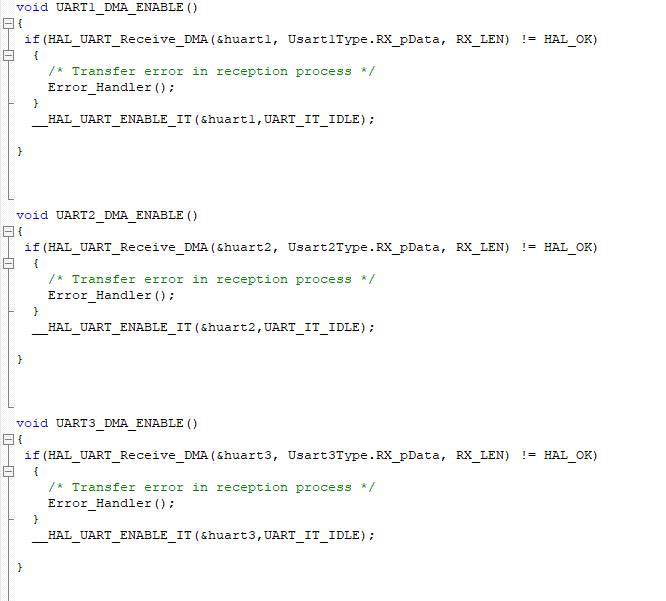 void UART1_DMA_ENABLE()
{
if(HAL_UART_Receive_DMA(&huart1, Usart1Type.RX_pData, RX_LEN) != HAL_OK)
{
/* Transfer error in reception process */
Error_Handler();
}
__HAL_UART_ENABLE_IT(&huart1,UART_IT_IDLE);
}
void UART2_DMA_ENABLE()
{
if(HAL_UART_Receive_DMA(&huart2, Usart2Type.RX_pData, RX_LEN) != HAL_OK)
{
/* Transfer error in reception process */
Error_Handler();
}
__HAL_UART_ENABLE_IT(&huart2,UART_IT_IDLE);
}
void UART3_DMA_ENABLE()
{
if(HAL_UART_Receive_DMA(&huart3, Usart3Type.RX_pData, RX_LEN) != HAL_OK)
{
/* Transfer error in reception process */
Error_Handler();
}
__HAL_UART_ENABLE_IT(&huart3,UART_IT_IDLE);
}